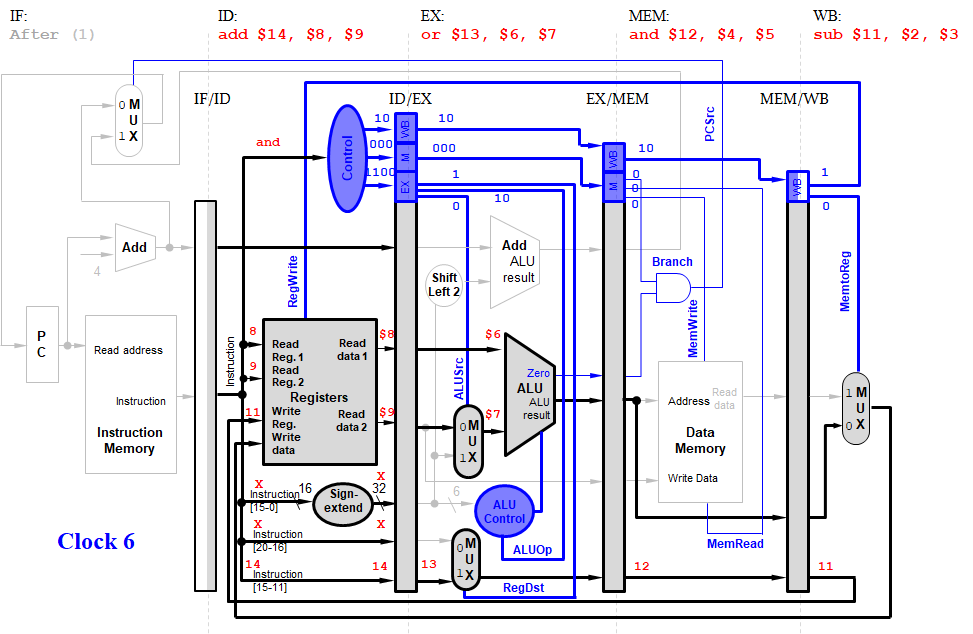 IF:
ID:
EX:
MEM:
WB:
After (1)
add $14, $8, $9
or $13, $6, $7
and $12, $4, $5
sub $11, $2, $3
IF/ID
ID/EX
EX/MEM
MEM/WB
0 M
U
1 X
PCSrc
and
Control
10
000
1100
WB
M
EX
10
000
1
0
10
WB
M
10
0
0
0
WB
1
0
Add
4
Add
ALU
result
Shift
Left 2
Branch
RegWrite
MemWrite
MemtoReg
P
C
Read address
Instruction
Instruction
Memory
Instruction
8
9
11
Read
Reg. 1
Read
Reg. 2
Write
Reg.
Write
data
Read
data 1
Registers
Read
data 2
$8
$9
ALUSrc
$6
$7
0 M
U
1 X
Zero
ALU
ALU
result
Address
Read
data
Data
Memory
Write Data
1 M
U
0 X
X
Instruction
[15-0]
16
Sign-
extend
X
32
6
ALU
Control
X
Instruction
[20-16]
X
Clock 6
14
Instruction
[15-11]
14
13
0 M
U
1 X
ALUOp
RegDst
MemRead
12
11